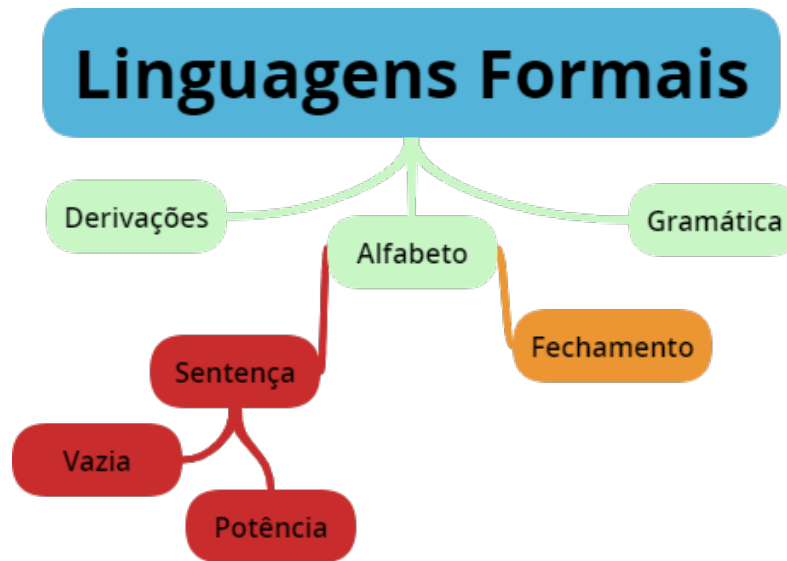 Linguagens Formais
Derivações
Alfabeto
Gramática
Fechamento
Sentença
Vazia
Potência